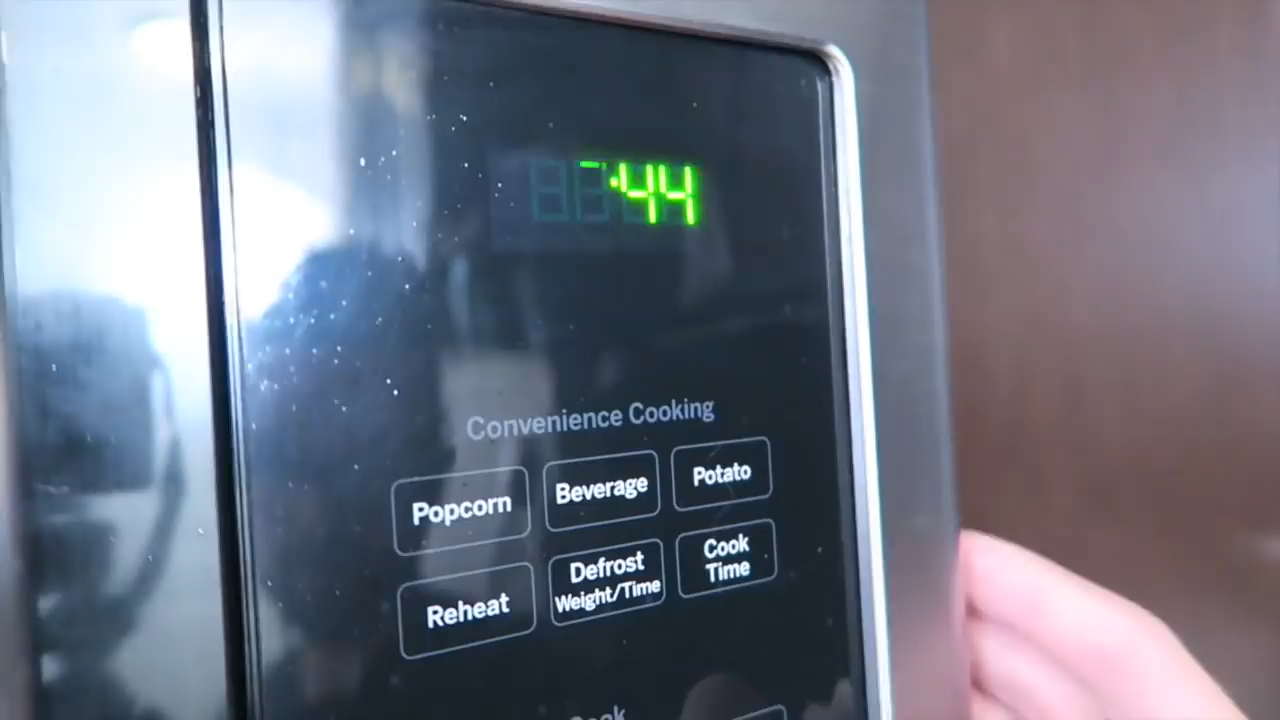 :44
Convenience Cooking
Popcorn
Beverage
Potato
Reheat
Defrost
Weight/Time
Cook
Time